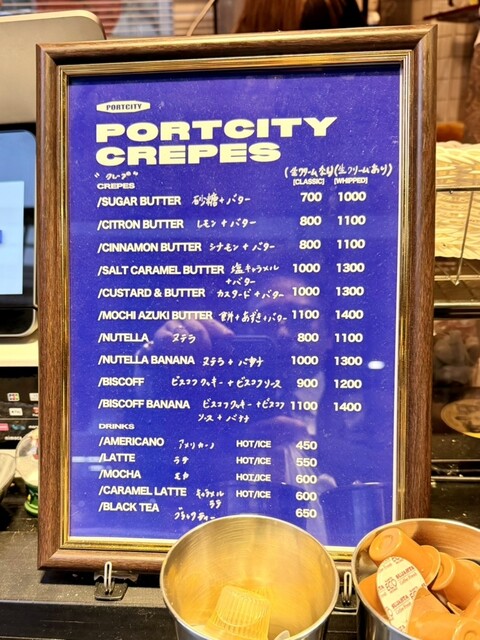 PORTCITY
PORTCITY
CREPES
"クレープ" (生クリームなし) (生クリームあり)
CREPES [CLASSIC] [WHIPPED]
/SUGAR BUTTER 砂糖+バター 700 1000
/CITRON BUTTER レモン+バター 800 1100
/CINNAMON BUTTER シナモン+バター 800 1100
/SALT CARAMEL BUTTER 塩キャラメル 1000 1300
+バター
/CUSTARD & BUTTER カスタード+バター 1000 1300
/MOCHI AZUKI BUTTER 餅+あずき+バター 1100 1400
/NUTELLA ヌテラ 800 1100
/NUTELLA BANANA ヌテラ+バナナ 1000 1300
/BISCOFF ビスコフクッキー+ビスコフソース 900 1200
/BISCOFF BANANA ビスコフクッキー+ビスコフ 1100 1400
ソース+バナナ
DRINKS
/AMERICANO アメリカーノ HOT/ICE 450
/LATTE ラテ HOT/ICE 550
/MOCHA モカ HOT/ICE 600
/CARAMEL LATTE キャラメル HOT/ICE 600
ラテ
/BLACK TEA ブラックティー 650